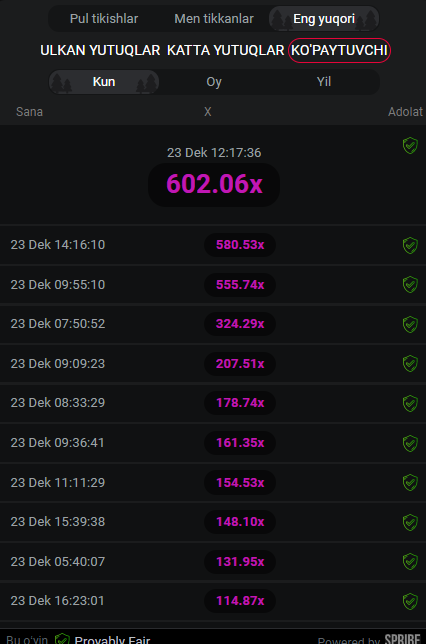 Pul tikishlar Men tikkanlar Eng yuqori
ULKAN YUTUQLAR KATTA YUTUQLAR KO'PAYTUVCHI
Kun Oy Yil
Sana X Adolat
23 Dek 12:17:36
602.06x
23 Dek 14:16:10 580.53x
23 Dek 09:55:10 555.74x
23 Dek 07:50:52 324.29x
23 Dek 09:09:23 207.51x
23 Dek 08:33:29 178.74x
23 Dek 09:36:41 161.35x
23 Dek 11:11:29 154.53x
23 Dek 15:39:38 148.10x
23 Dek 05:40:07 131.95x
23 Dek 16:23:01 114.87x
Bu o'yin Provably Fair Powered by SPRIBE